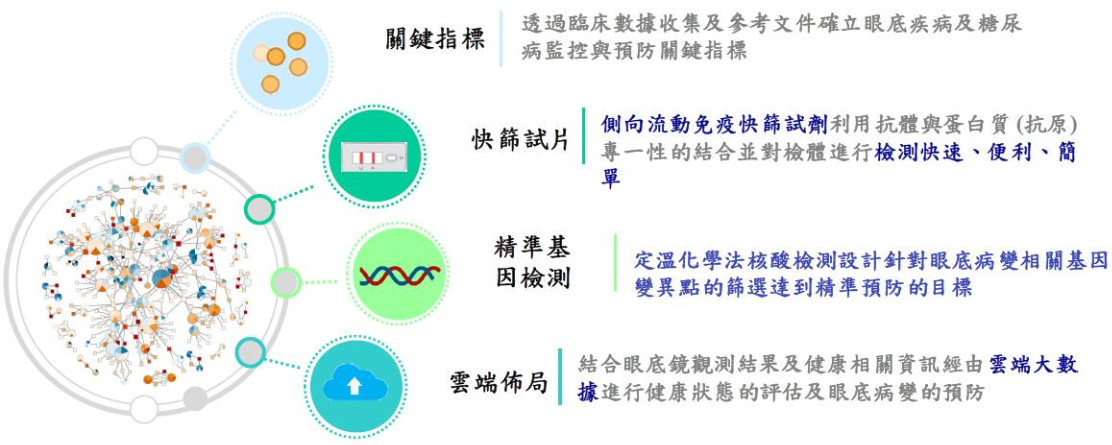 關鍵指標
透過臨床數據收集及參考文件確立眼底疾病及糖尿
病監控與預防關鍵指標
快篩試片
側向流動免疫快篩試劑利用抗體與蛋白質(抗原)
專一性的結合並對檢體進行檢測快速、便利、簡
單
精準基
因檢測
定溫化學法核酸檢測設計針對眼底病變相關基因
變異點的篩選達到精準預防的目標
雲端佈局
結合眼底鏡觀測結果及健康相關資訊經由雲端大數
據進行健康狀態的評估及眼底病變的預防